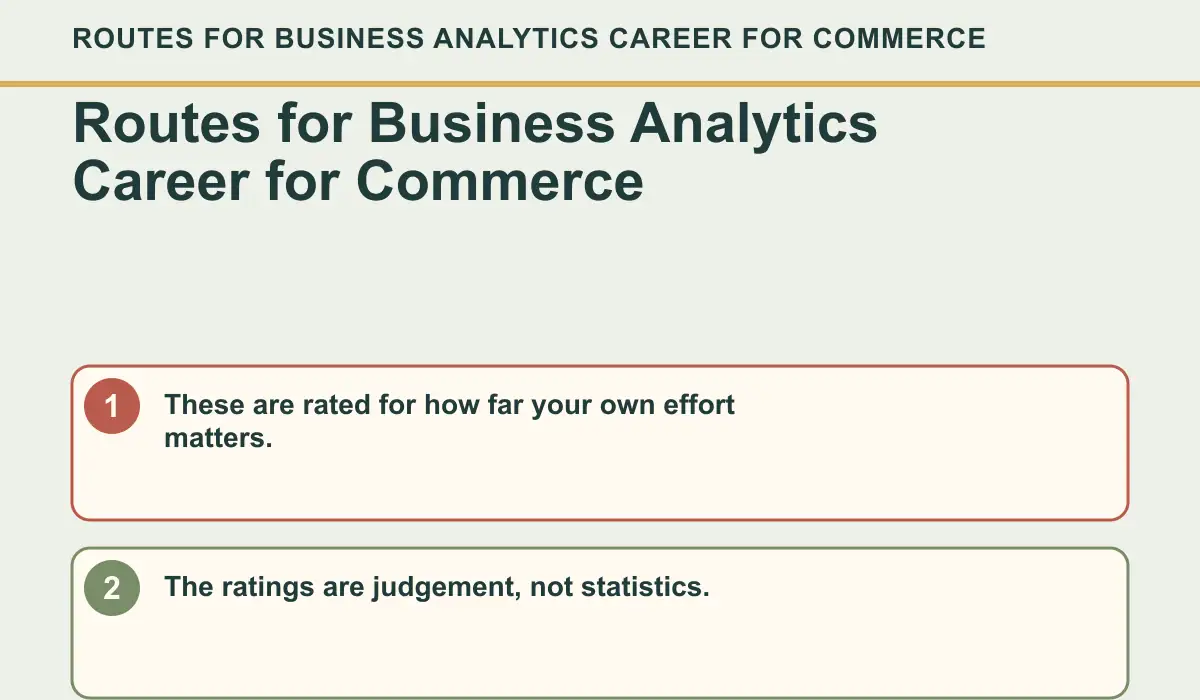 ROUTES FOR BUSINESS ANALYTICS CAREER FOR COMMERCE
Routes for Business Analytics
Career for Commerce
1
These are rated for how far your own effort
matters.
2
The ratings are judgement, not statistics.